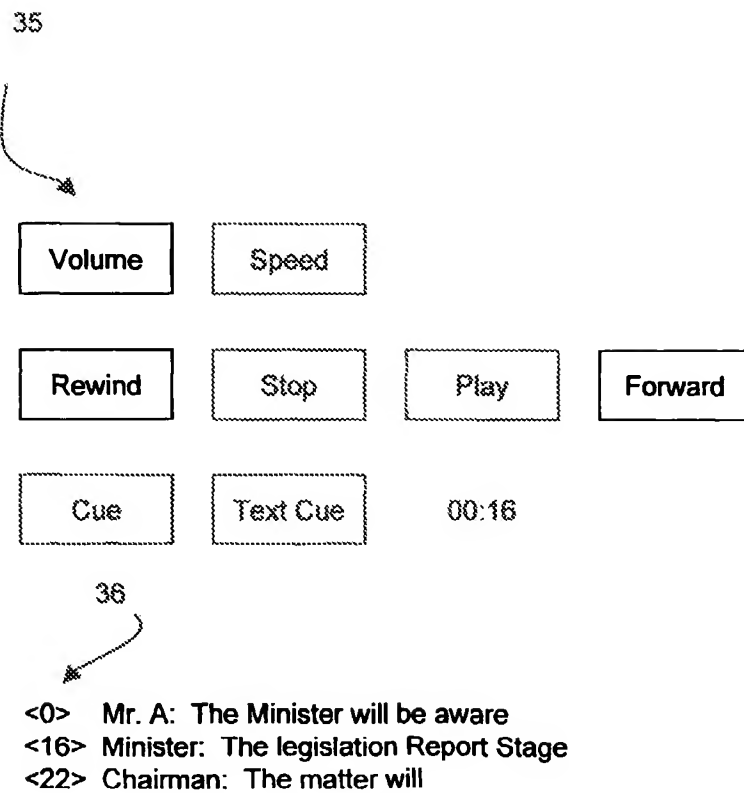 35
Volume Speed
Rewind Stop Play Forward
Cue Text Cue 00:16
36
<0> Mr. A: The Minister will be aware
<16> Minister: The legislation Report Stage
<22> Chairman: The matter will